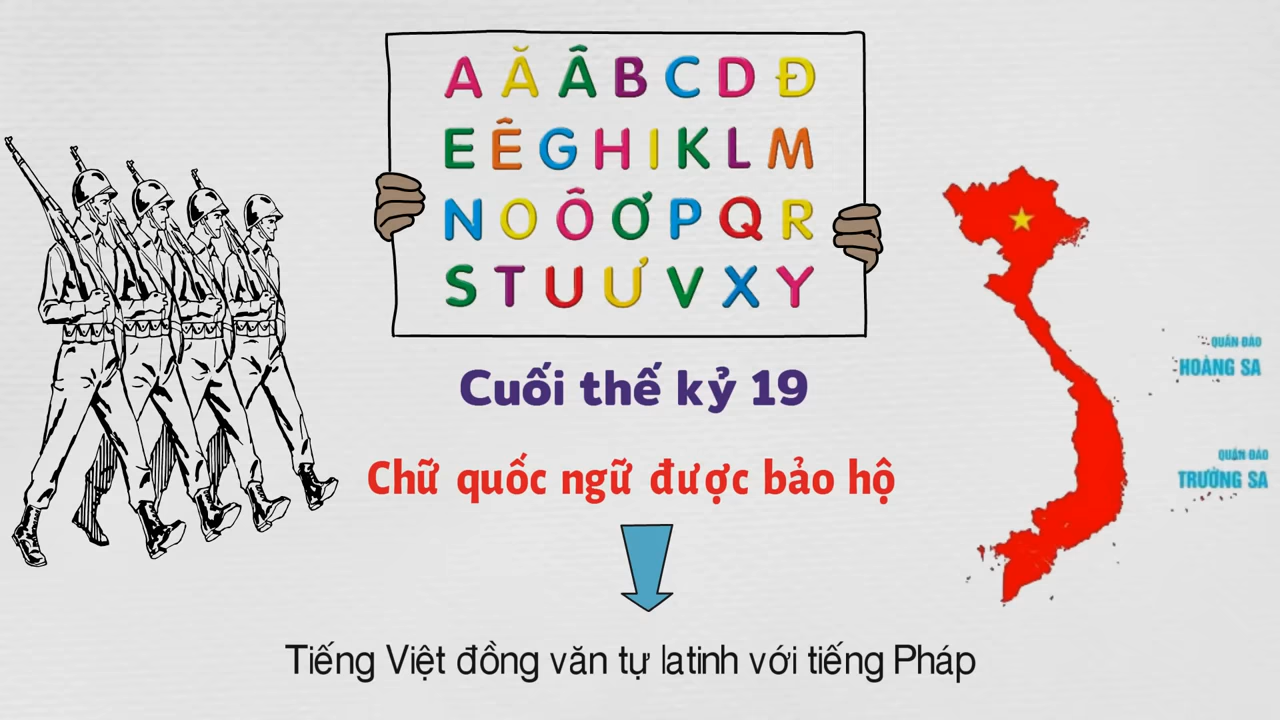 A Ă Â B C D Đ
E Ê G H I K L M
N O Ô Ơ P Q R
S T U Ư V X Y
Cuối thế kỷ 19
Chữ quốc ngữ được bảo hộ
Tiếng Việt đồng văn tự latinh với tiếng Pháp
QUẦN ĐẢO
HOÀNG SA
QUẦN ĐẢO
TRƯỜNG SA